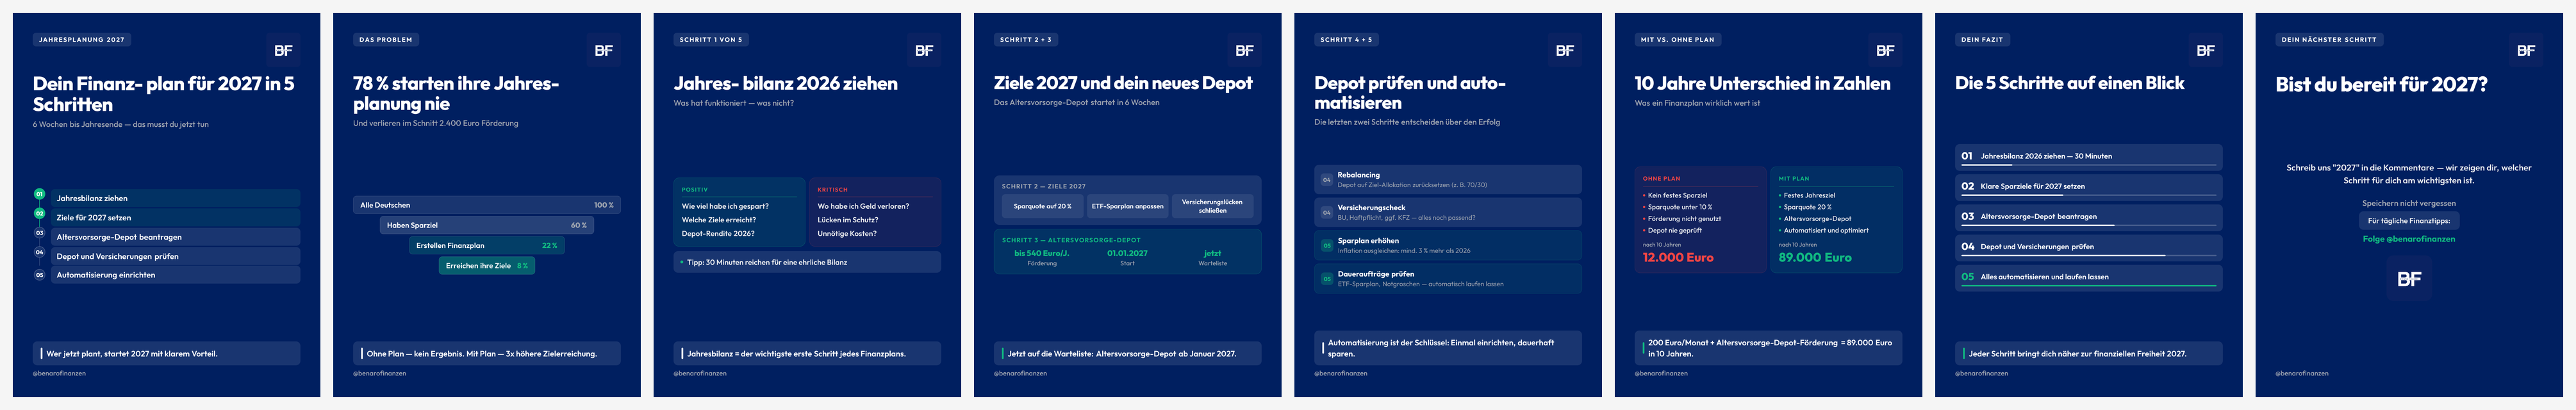 JAHRESPLANUNG 2027
BF
Dein Finanz- plan für 2027 in 5
Schritten
6 Wochen bis Jahresende — das musst du jetzt tun
01
Jahresbilanz ziehen
02
Ziele für 2027 setzen
03
Altersvorsorge-Depot beantragen
04
Depot und Versicherungen prüfen
05
Automatisierung einrichten
Wer jetzt plant, startet 2027 mit klarem Vorteil.
@benarofinanzen
DAS PROBLEM
BF
78 % starten ihre Jahres-
planung nie
Und verlieren im Schnitt 2.400 Euro Förderung
Alle Deutschen 100 %
Haben Sparziel 60 %
Erstellen Finanzplan 22 %
Erreichen ihre Ziele 8 %
Ohne Plan — kein Ergebnis. Mit Plan — 3x höhere Zielerreichung.
@benarofinanzen
SCHRITT 1 VON 5
BF
Jahres- bilanz 2026 ziehen
Was hat funktioniert — was nicht?
POSITIV
Wie viel habe ich gespart?
Welche Ziele erreicht?
Depot-Rendite 2026?
KRITISCH
Wo habe ich Geld verloren?
Lücken im Schutz?
Unnötige Kosten?
• Tipp: 30 Minuten reichen für eine ehrliche Bilanz
Jahresbilanz = der wichtigste erste Schritt jedes Finanzplans.
@benarofinanzen
SCHRITT 2 + 3
BF
Ziele 2027 und dein neues Depot
Das Altersvorsorge-Depot startet in 6 Wochen
SCHRITT 2 — ZIELE 2027
Sparquote auf 20 %
ETF-Sparplan anpassen
Versicherungslücken
schließen
SCHRITT 3 — ALTERSVORSORGE-DEPOT
bis 540 Euro/J.
Förderung
01.01.2027
Start
jetzt
Warteliste
Jetzt auf die Warteliste: Altersvorsorge-Depot ab Januar 2027.
@benarofinanzen
SCHRITT 4 + 5
BF
Depot prüfen und auto-
matisieren
Die letzten zwei Schritte entscheiden über den Erfolg
04
Rebalancing
Depot auf Ziel-Allokation zurücksetzen (z. B. 70/30)
04
Versicherungscheck
BU, Haftpflicht, ggf. KFZ — alles noch passend?
05
Sparplan erhöhen
Inflation ausgleichen: mind. 3 % mehr als 2026
05
Daueraufträge prüfen
ETF-Sparplan, Notgroschen — automatisch laufen lassen
Automatisierung ist der Schlüssel: Einmal einrichten, dauerhaft
sparen.
@benarofinanzen
MIT VS. OHNE PLAN
BF
10 Jahre Unterschied in Zahlen
Was ein Finanzplan wirklich wert ist
OHNE PLAN
• Kein festes Sparziel
• Sparquote unter 10 %
• Förderung nicht genutzt
• Depot nie geprüft
nach 10 Jahren
12.000 Euro
MIT PLAN
• Festes Jahresziel
• Sparquote 20 %
• Altersvorsorge-Depot
• Automatisiert und optimiert
nach 10 Jahren
89.000 Euro
200 Euro/Monat + Altersvorsorge-Depot-Förderung = 89.000 Euro
in 10 Jahren.
@benarofinanzen
DEIN FAZIT
BF
Die 5 Schritte auf einen Blick
01 Jahresbilanz 2026 ziehen — 30 Minuten
02 Klare Sparziele für 2027 setzen
03 Altersvorsorge-Depot beantragen
04 Depot und Versicherungen prüfen
05 Alles automatisieren und laufen lassen
Jeder Schritt bringt dich näher zur finanziellen Freiheit 2027.
@benarofinanzen
DEIN NÄCHSTER SCHRITT
BF
Bist du bereit für 2027?
Schreib uns "2027" in die Kommentare — wir zeigen dir, welcher
Schritt für dich am wichtigsten ist.
Speichern nicht vergessen
Für tägliche Finanztipps:
Folge @benarofinanzen
BF
@benarofinanzen